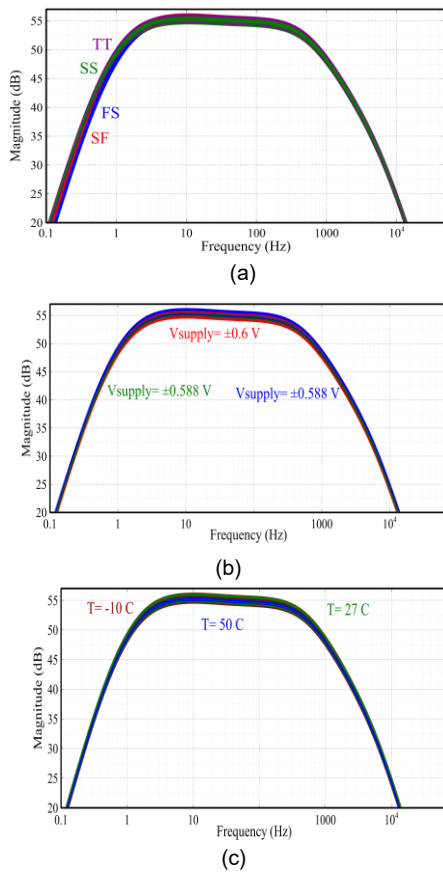 55
50
45
40
35
30
25
20
Magnitude (dB)
TT
SS
FS
SF
0.1
1
10
100
1000
10⁴
Frequency (Hz)
(a)
55
50
45
40
35
30
25
20
Magnitude (dB)
Vsupply= ±0.6 V
Vsupply= ±0.588 V
Vsupply= ±0.588 V
0.1
1
10
100
1000
10⁴
Frequency (Hz)
(b)
55
50
45
40
35
30
25
20
Magnitude (dB)
T= -10 C
T= 27 C
T= 50 C
0.1
1
10
100
1000
10⁴
Frequency (Hz)
(c)